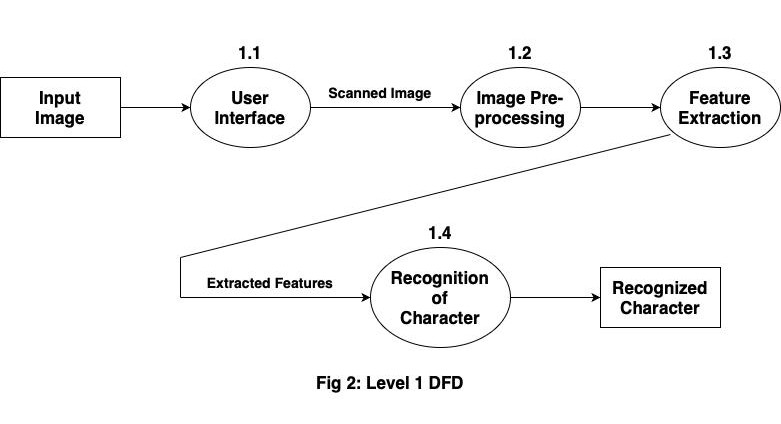 1.1
1.2
1.3
Input
Image
User
Interface
Scanned Image
Image Pre-
processing
Feature
Extraction
1.4
Extracted Features
Recognition
of
Character
Recognized
Character
Fig 2: Level 1 DFD